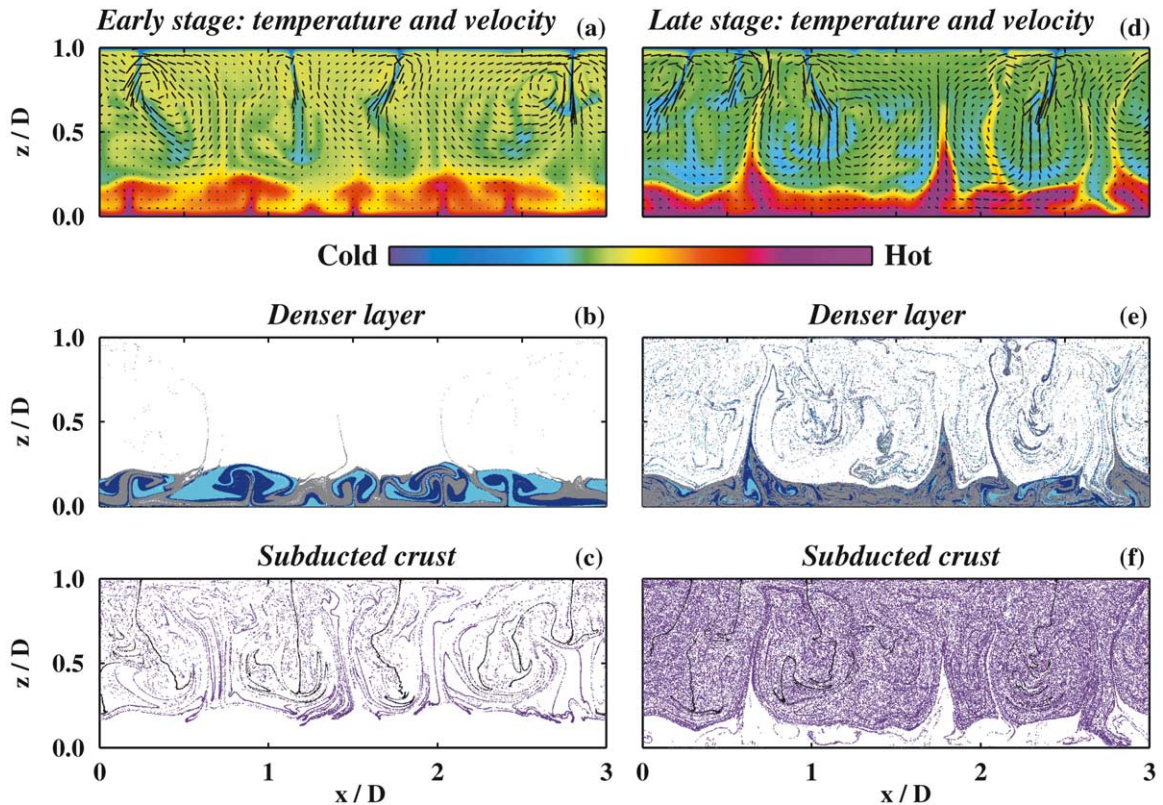 Early stage: temperature and velocity (a)
Late stage: temperature and velocity (d)
1.0
z / D
0.5
0.0
Cold
Hot
Denser layer (b)
Denser layer (e)
1.0
z / D
0.5
0.0
Subducted crust (c)
Subducted crust (f)
1.0
z / D
0.5
0.0
0 1 2 3
1 2 3
x / D
x / D